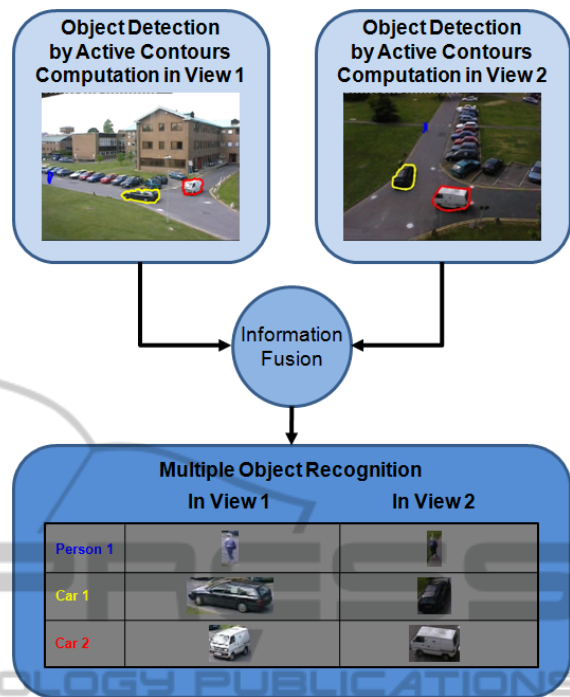 Object Detection
by Active Contours
Computation in View 1
Object Detection
by Active Contours
Computation in View 2
Information
Fusion
Multiple Object Recognition
In View 1
In View 2
Person 1
Car 1
Car 2
PRESS
OLOGY PUBLICATIONS